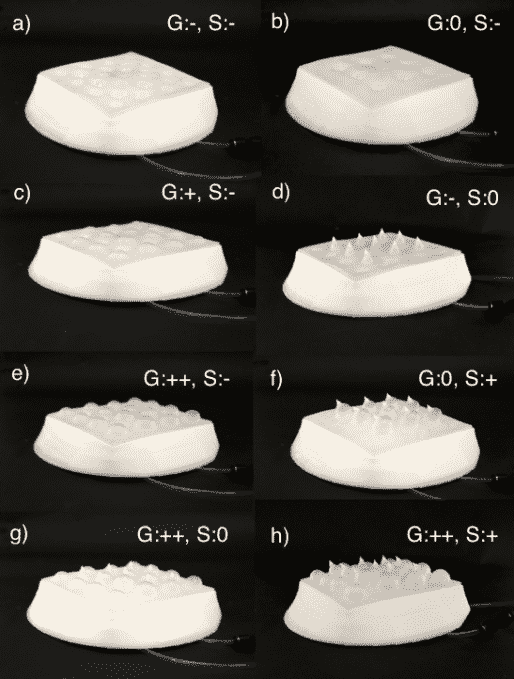 a) G:-, S:-
b) G:0, S:-
c) G:+, S:-
d) G:-, S:0
e) G:++, S:-
f) G:0, S:+
g) G:++, S:0
h) G:++, S:+